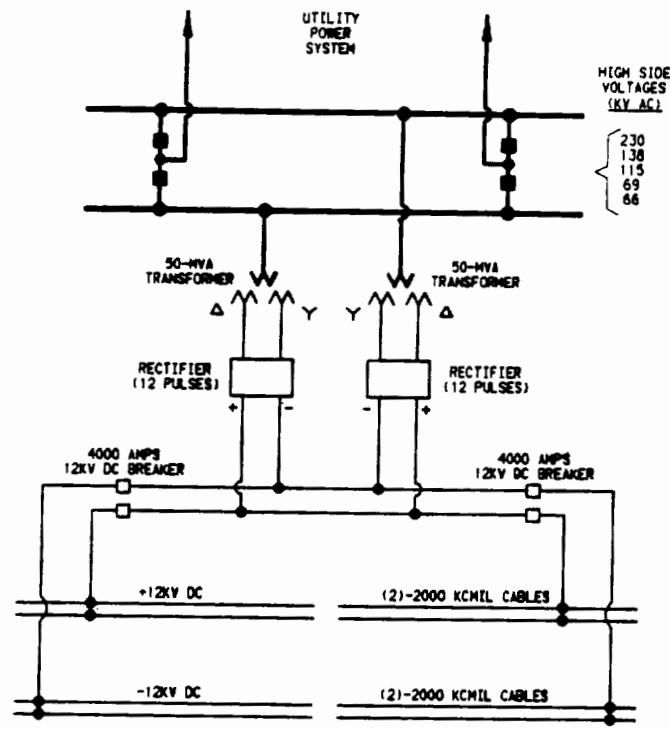 UTILITY
POWER
SYSTEM
HIGH SIDE
VOLTAGES
(KV AC)
230
138
115
69
66
50-MVA
TRANSFORMER
50-MVA
TRANSFORMER
Δ
Y
Y
Δ
RECTIFIER
(12 PULSES)
RECTIFIER
(12 PULSES)
+
-
-
+
4000 AMPS
12KV DC BREAKER
4000 AMPS
12KV DC BREAKER
+12KV DC
(2)-2000 KCMIL CABLES
-12KV DC
(2)-2000 KCMIL CABLES